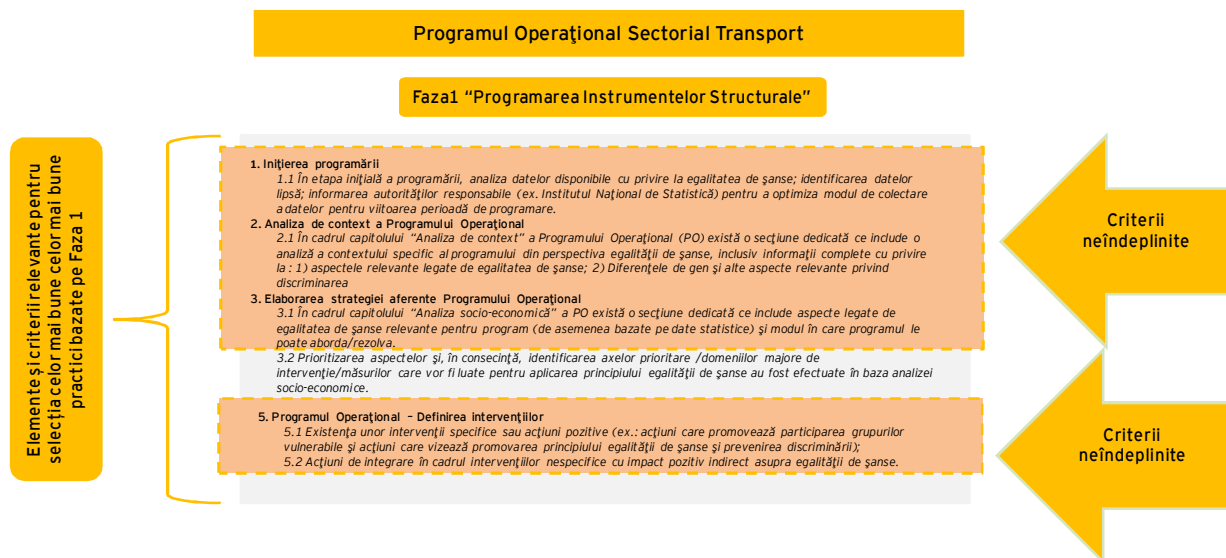 Programul Operaţional Sectorial Transport
Faza1 “Programarea Instrumentelor Structurale”
Elemente şi criterii relevante pentru
selecţia celor mai bune celor mai bune
practici bazate pe Faza 1
1. Iniţierea programării
1.1 În etapa iniţială a programării, analiza datelor disponibile cu privire la egalitatea de şanse; identificarea datelor
lipsă; informarea autorităţilor responsabile (ex. Institutul Naţional de Statistică) pentru a optimiza modul de colectare
a datelor pentru viitoarea perioadă de programare.
2. Analiza de context a Programului Operaţional
2.1 În cadrul capitolului “Analiza de context” a Programului Operaţional (PO) există o secţiune dedicată ce include o
analiză a contextului specific al programului din perspectiva egalităţii de şanse, inclusiv informaţii complete cu privire
la : 1) aspectele relevante legate de egalitatea de şanse; 2) Diferenţele de gen şi alte aspecte relevante privind
discriminarea
3. Elaborarea strategiei aferente Programului Operaţional
3.1 În cadrul capitolului “Analiza socio-economică” a PO există o secţiune dedicată ce include aspecte legate de
egalitatea de şanse relevante pentru program (de asemenea bazate pe date statistice) şi modul în care programul le
poate aborda/rezolva.
3.2 Prioritizarea aspectelor şi, în consecinţă, identificarea axelor prioritare /domeniilor majore de
intervenţie/măsurilor care vor fi luate pentru aplicarea principiului egalităţii de şanse au fost efectuate în baza analizei
socio-economice.
5. Programul Operaţional – Definirea intervenţiilor
5.1 Existenţa unor intervenţii specifice sau acţiuni pozitive (ex.: acţiuni care promovează participarea grupurilor
vulnerabile şi acţiuni care vizează promovarea principiului egalităţii de şanse şi prevenirea discriminării);
5.2 Acţiuni de integrare în cadrul intervenţiilor nespecifice cu impact pozitiv indirect asupra egalităţii de şanse.
Criterii
neîndeplinite
Criterii
neîndeplinite